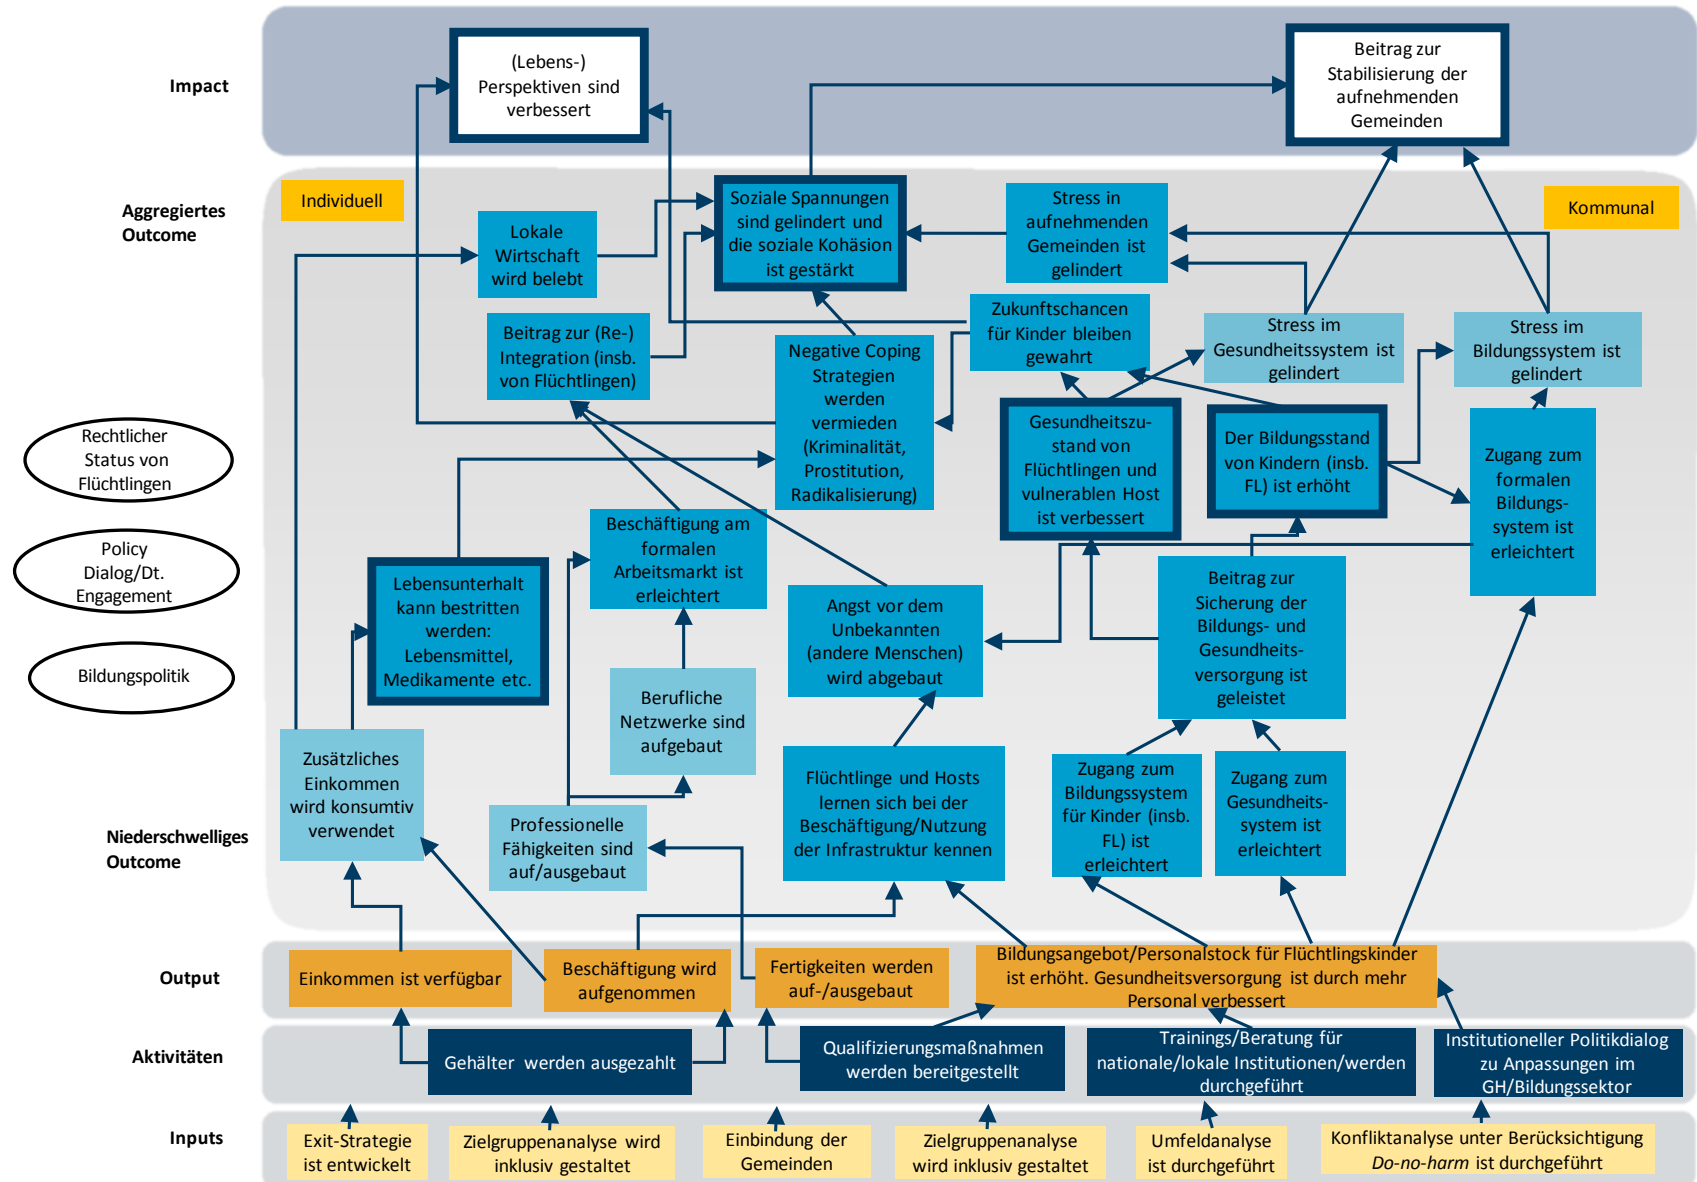 Impact
(Lebens-)
Perspektiven sind
verbessert
Beitrag zur
Stabilisierung der
aufnehmenden
Gemeinden
Aggregiertes
Outcome
Individuell
Kommunal
Lokale
Wirtschaft
wird belebt
Soziale Spannungen
sind gelindert und
die soziale Kohäsion
ist gestärkt
Stress in
aufnehmenden
Gemeinden ist
gelindert
Beitrag zur (Re-)
Integration (insb.
von Flüchtlingen)
Negative Coping
Strategien
werden
vermieden
(Kriminalität,
Prostitution,
Radikalisierung)
Zukunftschancen
für Kinder bleiben
gewahrt
Stress im
Gesundheitssystem ist
gelindert
Stress im
Bildungssystem ist
gelindert
Rechtlicher
Status von
Flüchtlingen
Policy
Dialog/Dt.
Engagement
Bildungspolitik
Gesundheitszu-
stand von
Flüchtlingen und
vulnerablen Host
ist verbessert
Der Bildungsstand
von Kindern (insb.
FL) ist erhöht
Zugang zum
formalen
Bildungs-
system ist
erleichtert
Lebensunterhalt
kann bestritten
werden:
Lebensmittel,
Medikamente etc.
Beschäftigung am
formalen
Arbeitsmarkt ist
erleichtert
Angst vor dem
Unbekannten
(andere Menschen)
wird abgebaut
Beitrag zur
Sicherung der
Bildungs- und
Gesundheits-
versorgung ist
geleistet
Berufliche
Netzwerke sind
aufgebaut
Niederschwelliges
Outcome
Zusätzliches
Einkommen
wird konsumtiv
verwendet
Professionelle
Fähigkeiten sind
auf/ausgebaut
Flüchtlinge und Hosts
lernen sich bei der
Beschäftigung/Nutzung
der Infrastruktur kennen
Zugang zum
Bildungssystem
für Kinder (insb.
FL) ist
erleichtert
Zugang zum
Gesundheits-
system ist
erleichtert
Output
Einkommen ist verfügbar
Beschäftigung wird
aufgenommen
Fertigkeiten werden
auf-/ausgebaut
Bildungsangebot/Personalstock für Flüchtlingskinder
ist erhöht. Gesundheitsversorgung ist durch mehr
Personal verbessert
Aktivitäten
Gehälter werden ausgezahlt
Qualifizierungsmaßnahmen
werden bereitgestellt
Trainings/Beratung für
nationale/lokale Institutionen/werden
durchgeführt
Institutioneller Politikdialog
zu Anpassungen im
GH/Bildungssektor
Inputs
Exit-Strategie
ist entwickelt
Zielgruppenanalyse wird
inklusiv gestaltet
Einbindung der
Gemeinden
Zielgruppenanalyse
wird inklusiv gestaltet
Umfeldanalyse
ist durchgeführt
Konfliktanalyse unter Berücksichtigung
Do-no-harm ist durchgeführt